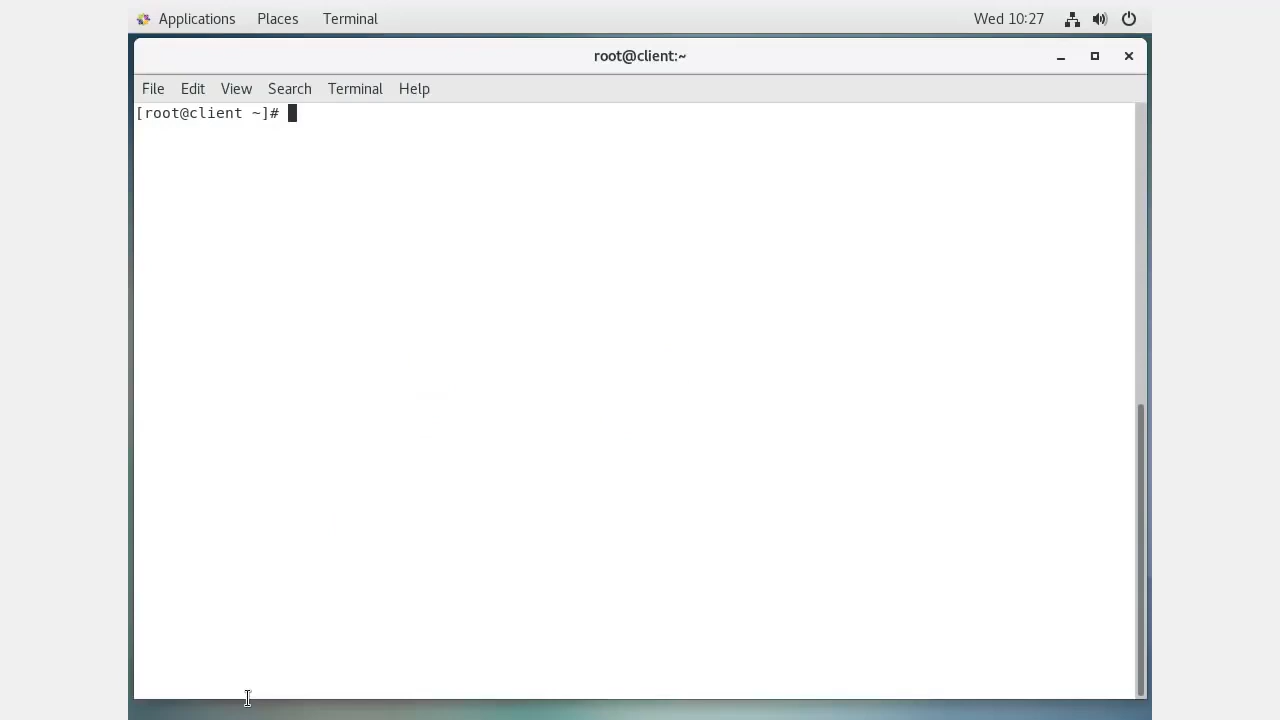 Applications Places Terminal Wed 10:27
root@client:~
File Edit View Search Terminal Help
[root@client ~]#